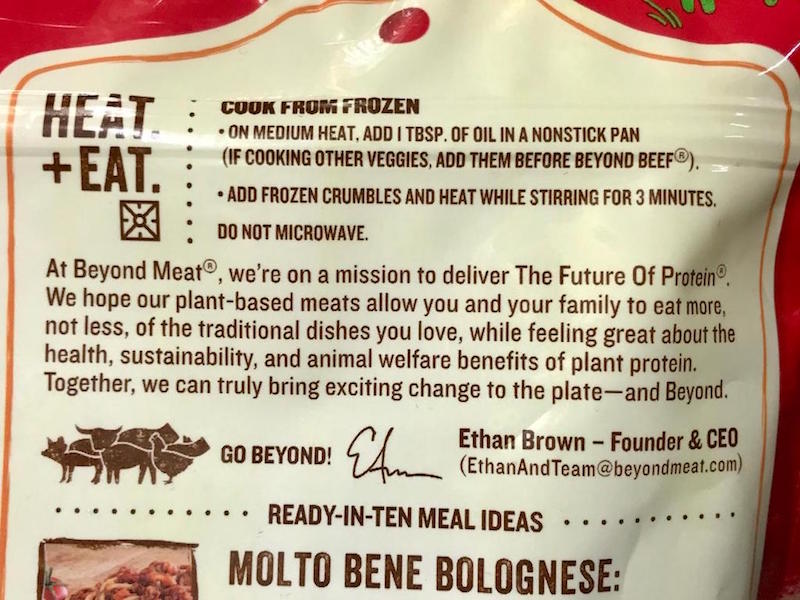 HEAT.
+ EAT.
COOK FROM FROZEN
• ON MEDIUM HEAT, ADD 1 TBSP. OF OIL IN A NONSTICK PAN
(IF COOKING OTHER VEGGIES, ADD THEM BEFORE BEYOND BEEF®).
• ADD FROZEN CRUMBLES AND HEAT WHILE STIRRING FOR 3 MINUTES.
DO NOT MICROWAVE.
At Beyond Meat®, we're on a mission to deliver The Future Of Protein®.
We hope our plant-based meats allow you and your family to eat more,
not less, of the traditional dishes you love, while feeling great about the
health, sustainability, and animal welfare benefits of plant protein.
Together, we can truly bring exciting change to the plate—and Beyond.
GO BEYOND!
Ethan Brown – Founder & CEO
(EthanAndTeam@beyondmeat.com)
READY-IN-TEN MEAL IDEAS
MOLTO BENE BOLOGNESE: